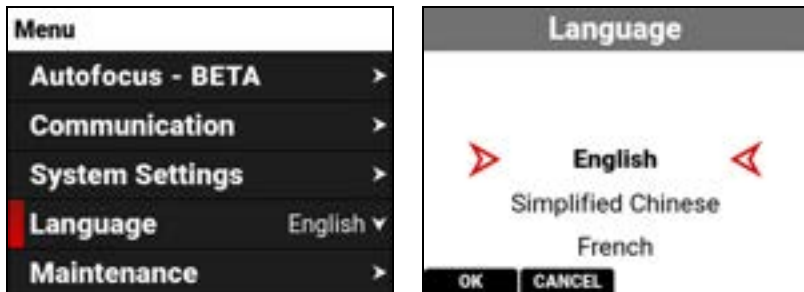 Menu
Autofocus - BETA
Communication
System Settings
Language English
Maintenance
Language
English
Simplified Chinese
French
OK CANCEL